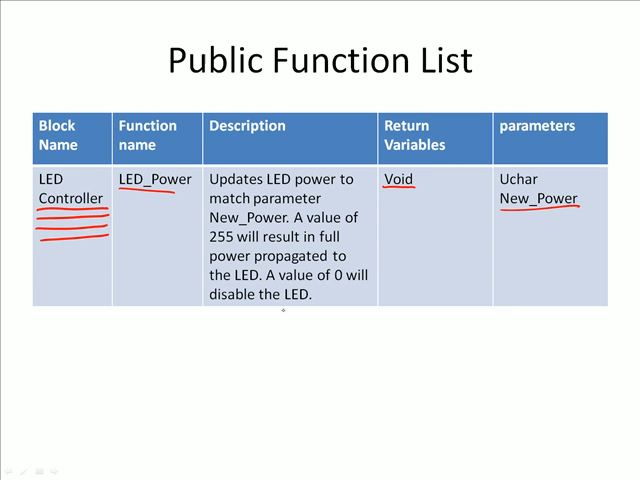 Public Function List
Block
Name
Function
name
Description
Return
Variables
parameters
LED
Controller
LED_Power
Updates LED power to
match parameter
New_Power. A value of
255 will result in full
power propagated to
the LED. A value of 0 will
disable the LED.
Void
Uchar
New_Power